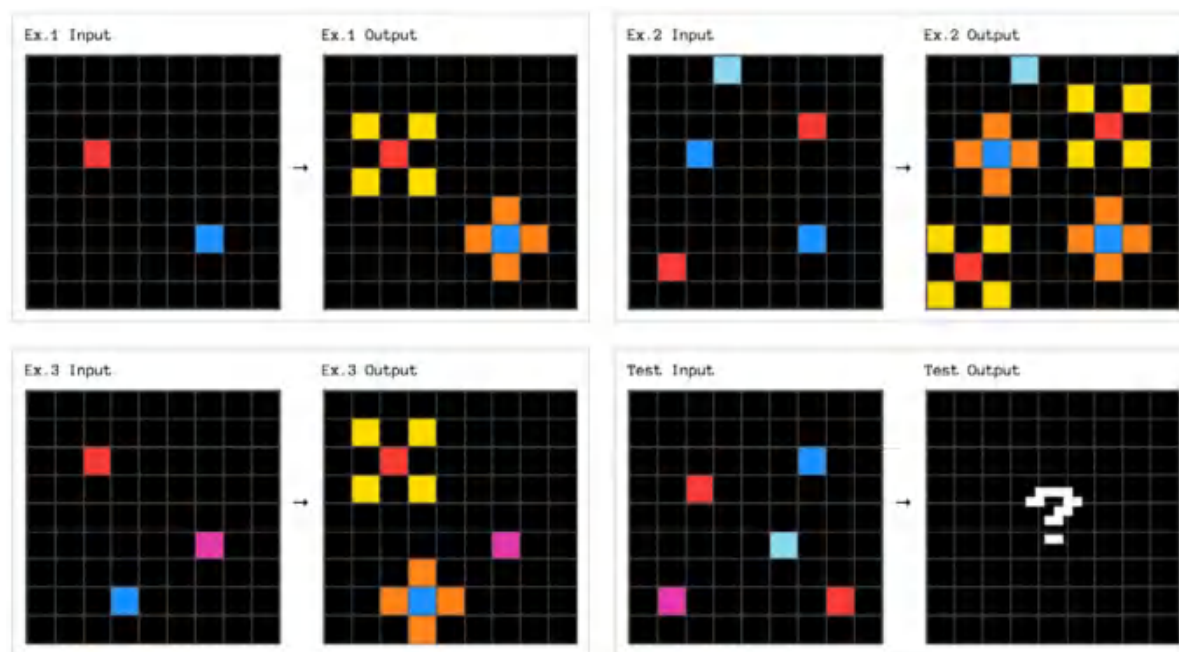 Ex.1 Input
Ex.1 Output
→
Ex.2 Input
Ex.2 Output
→
Ex.3 Input
Ex.3 Output
→
Test Input
Test Output
→
?